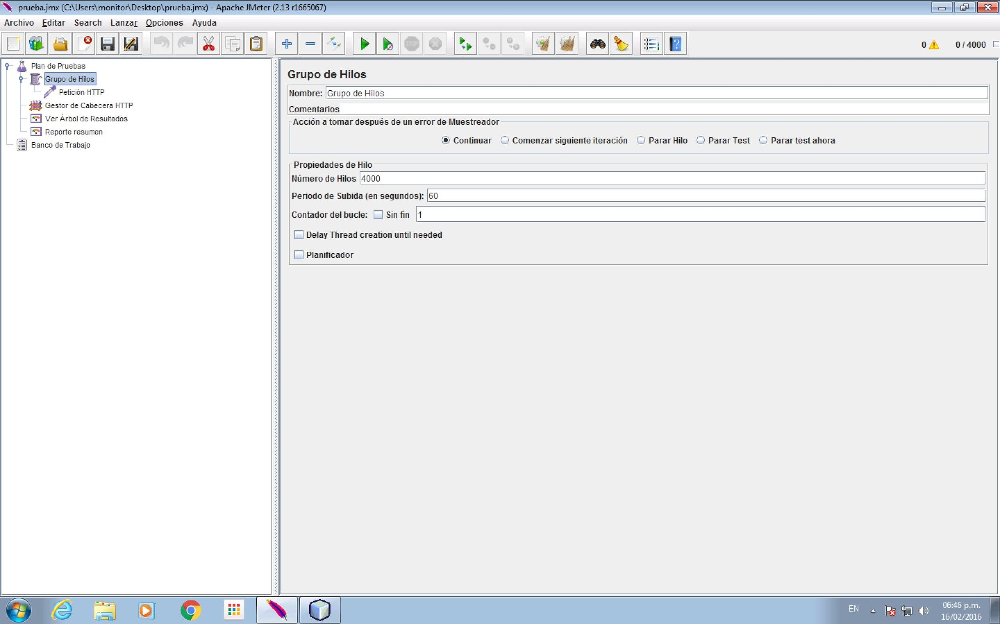 prueba.jmx (C:\Users\monitor\Desktop\prueba.jmx) - Apache JMeter (2.13 r1665067)
Archivo Editar Search Lanzar Opciones Ayuda
STOP
0 0 / 4000
Plan de Pruebas
Grupo de Hilos
Petición HTTP
Gestor de Cabecera HTTP
Ver Árbol de Resultados
Reporte resumen
Banco de Trabajo
Grupo de Hilos
Nombre: Grupo de Hilos
Comentarios
Acción a tomar después de un error de Muestreador
Continuar Comenzar siguiente iteración Parar Hilo Parar Test Parar test ahora
Propiedades de Hilo
Número de Hilos 4000
Periodo de Subida (en segundos): 60
Contador del bucle: Sin fín 1
Delay Thread creation until needed
Planificador
EN
06:46 p.m.
16/02/2016